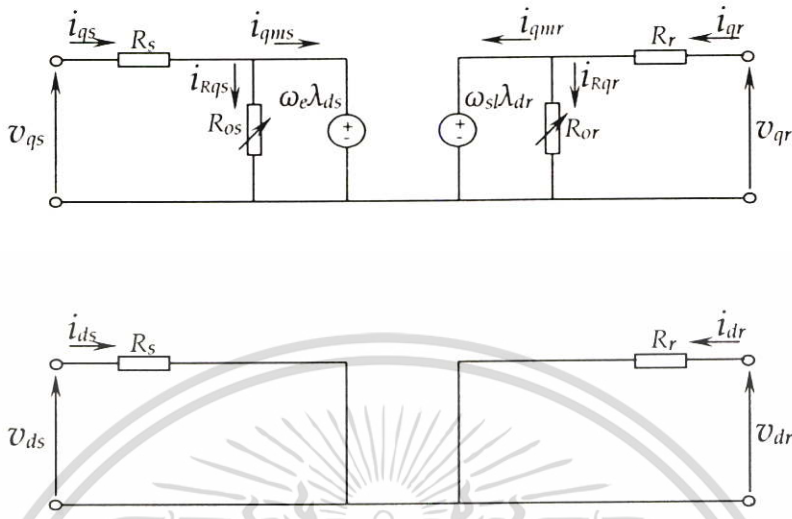 i_qs R_s i_qms i_qmr R_r i_qr
i_Rqs ω_eλ_ds ω_slλ_dr i_Rqr
R_os + - + - R_or
v_qs v_qr
i_ds R_s R_r i_dr
v_ds v_dr